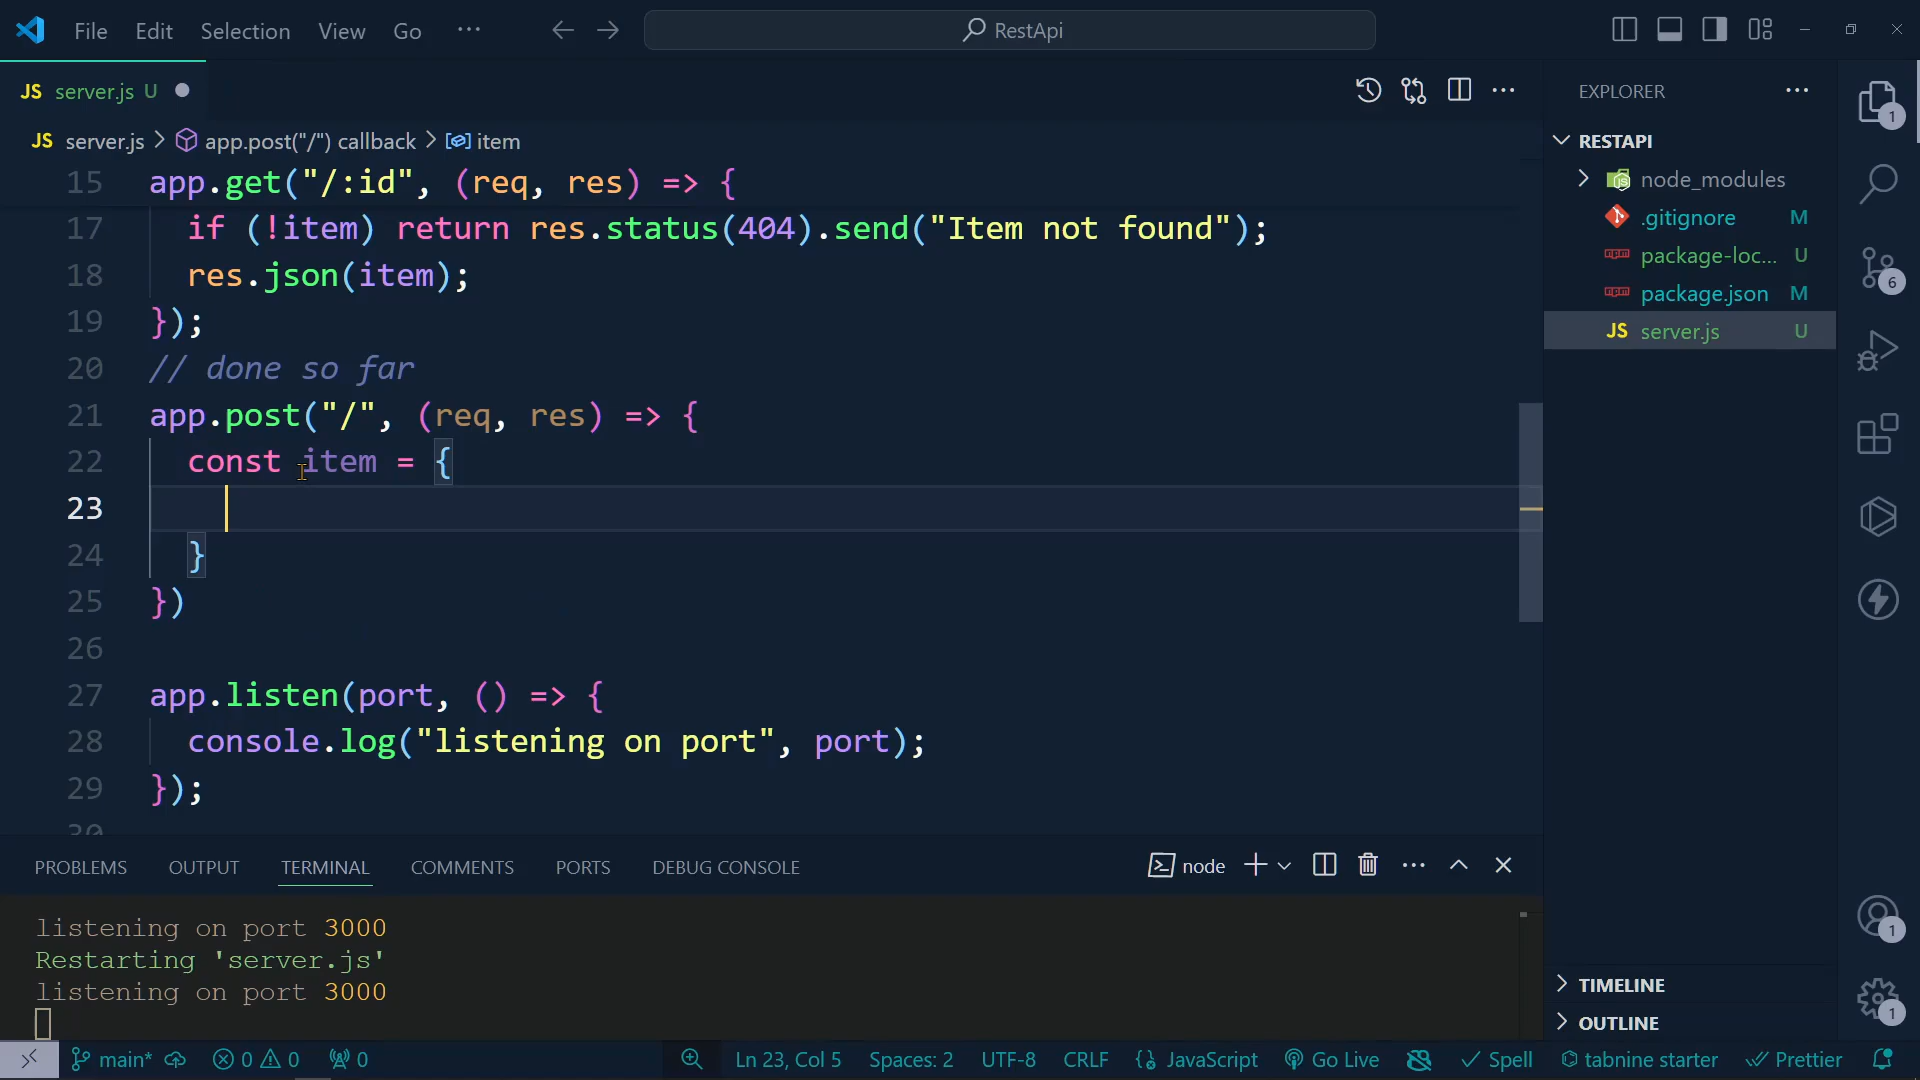 File Edit Selection View Go ··· RestApi
JS server.js U
JS server.js > app.post("/") callback > item
15 app.get("/:id", (req, res) => {
17 if (!item) return res.status(404).send("Item not found");
18 res.json(item);
19 });
20 // done so far
21 app.post("/", (req, res) => {
22 const item = {
23
24 }
25 })
26
27 app.listen(port, () => {
28 console.log("listening on port", port);
29 });
30
PROBLEMS OUTPUT TERMINAL COMMENTS PORTS DEBUG CONSOLE node
listening on port 3000
Restarting 'server.js'
listening on port 3000
EXPLORER
RESTAPI
node_modules
.gitignore M
package-loc... U
package.json M
JS server.js U
TIMELINE
OUTLINE
1
6
1
1
main* 0 0 0 Ln 23, Col 5 Spaces: 2 UTF-8 CRLF JavaScript Go Live Spell tabnine starter Prettier